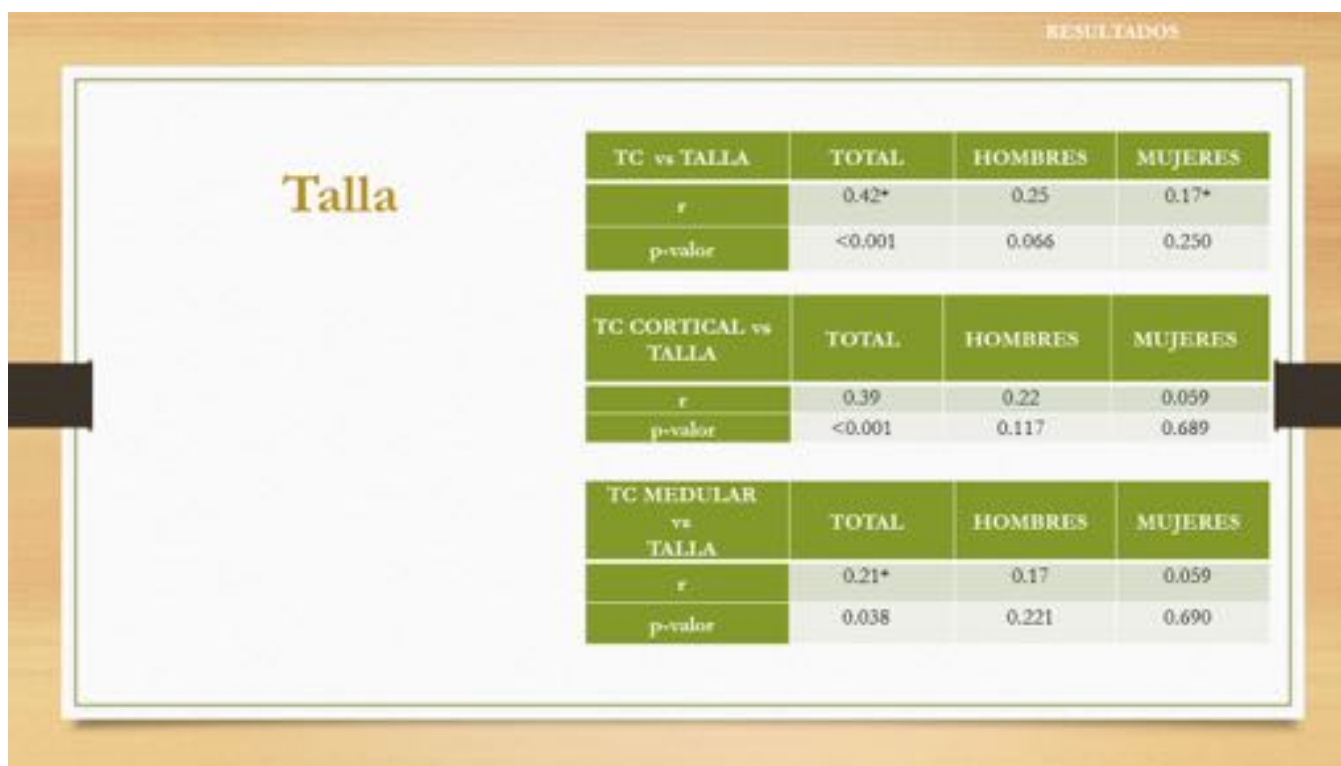 RESULTADOS
Talla
TC vs TALLA TOTAL HOMBRES MUJERES
r 0.42* 0.25 0.17*
p-valor <0.001 0.066 0.250
TC CORTICAL vs
TALLA TOTAL HOMBRES MUJERES
r 0.39 0.22 0.059
p-valor <0.001 0.117 0.689
TC MEDULAR
vs
TALLA TOTAL HOMBRES MUJERES
r 0.21* 0.17 0.059
p-valor 0.038 0.221 0.690